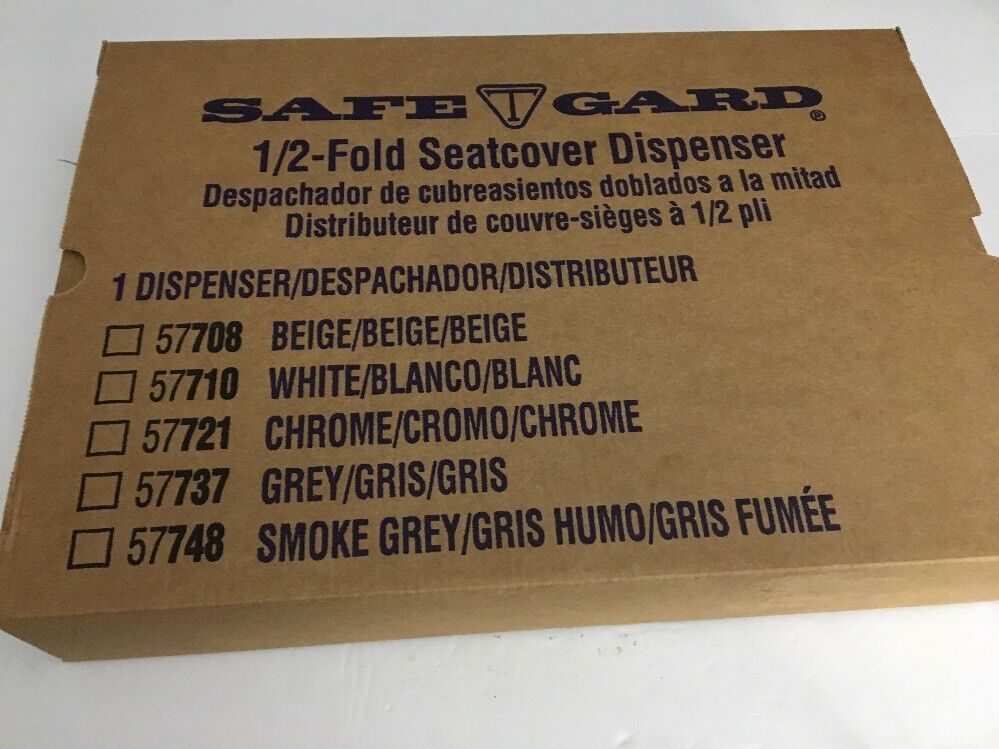 SAFE T GARD®
1/2-Fold Seatcover Dispenser
Despachador de cubreasientos doblados a la mitad
Distributeur de couvre-sièges à 1/2 pli
1 DISPENSER/DESPACHADOR/DISTRIBUTEUR
57708 BEIGE/BEIGE/BEIGE
57710 WHITE/BLANCO/BLANC
57721 CHROME/CROMO/CHROME
57737 GREY/GRIS/GRIS
57748 SMOKE GREY/GRIS HUMO/GRIS FUMÉE